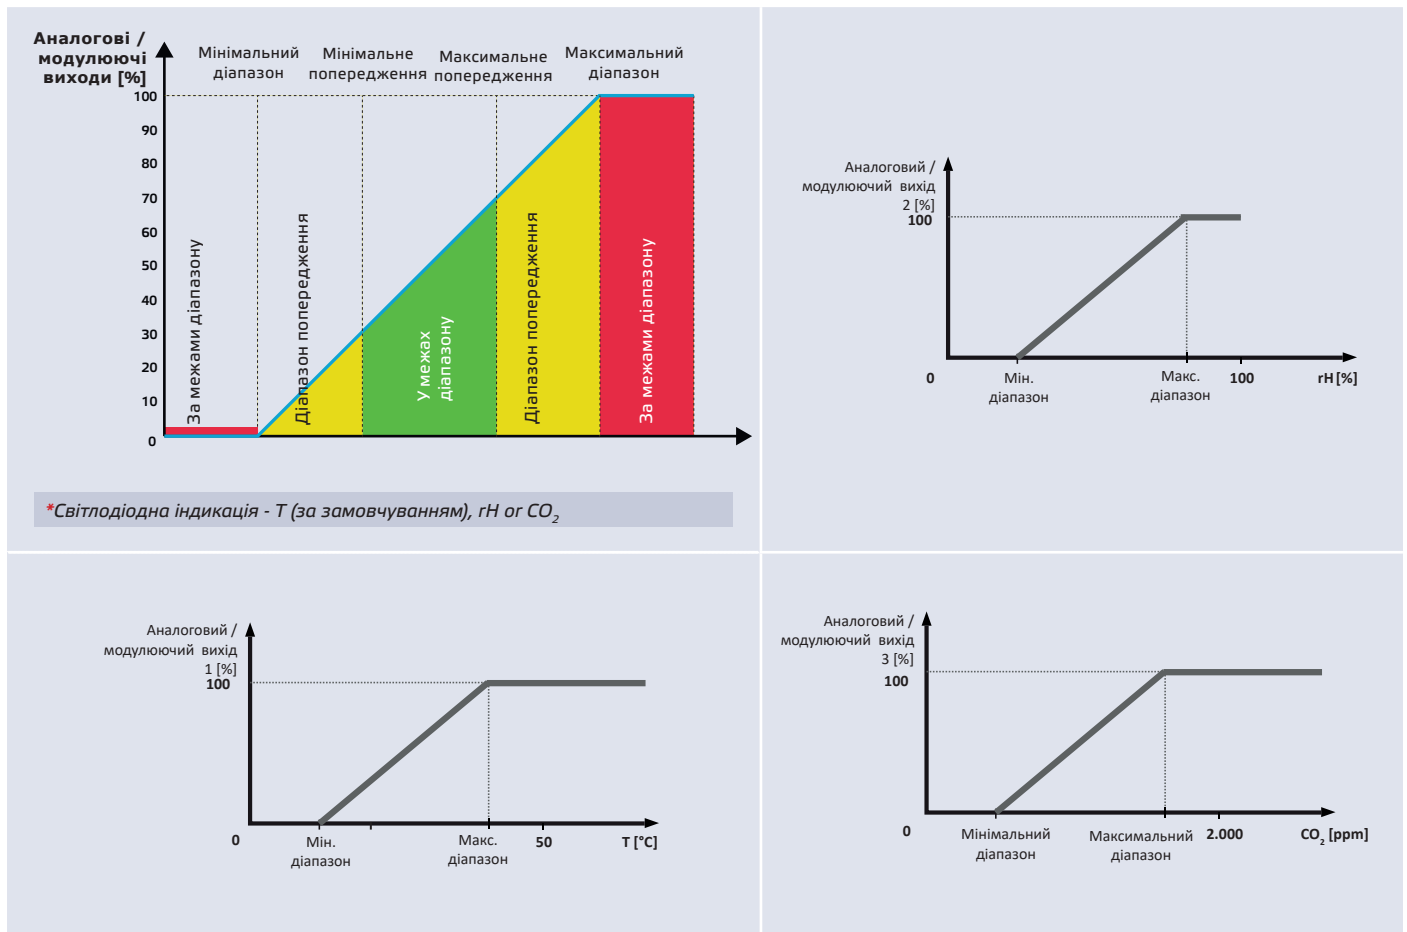 Аналогові /
модулюючі
виходи [%]
Мінімальний
діапазон
Мінімальне
попередження
Максимальне
попередження
Максимальний
діапазон
100
90
80
70
60
50
40
30
20
10
0
За межами діапазону
Діапазон попередження
У межах
діапазону
Діапазон попередження
За межами діапазону
*Світлодіодна індикація - T (за замовчуванням), rH or CO₂
Аналоговий /
модулюючий вихід
2 [%]
100
0
Мін.
діапазон
Макс.
діапазон
100
rH [%]
Аналоговий /
модулюючий вихід
1 [%]
100
0
Мін.
діапазон
Макс.
діапазон
50
T [°C]
Аналоговий /
модулюючий вихід
3 [%]
100
0
Мінімальний
діапазон
Максимальний
діапазон
2.000
CO₂ [ppm]